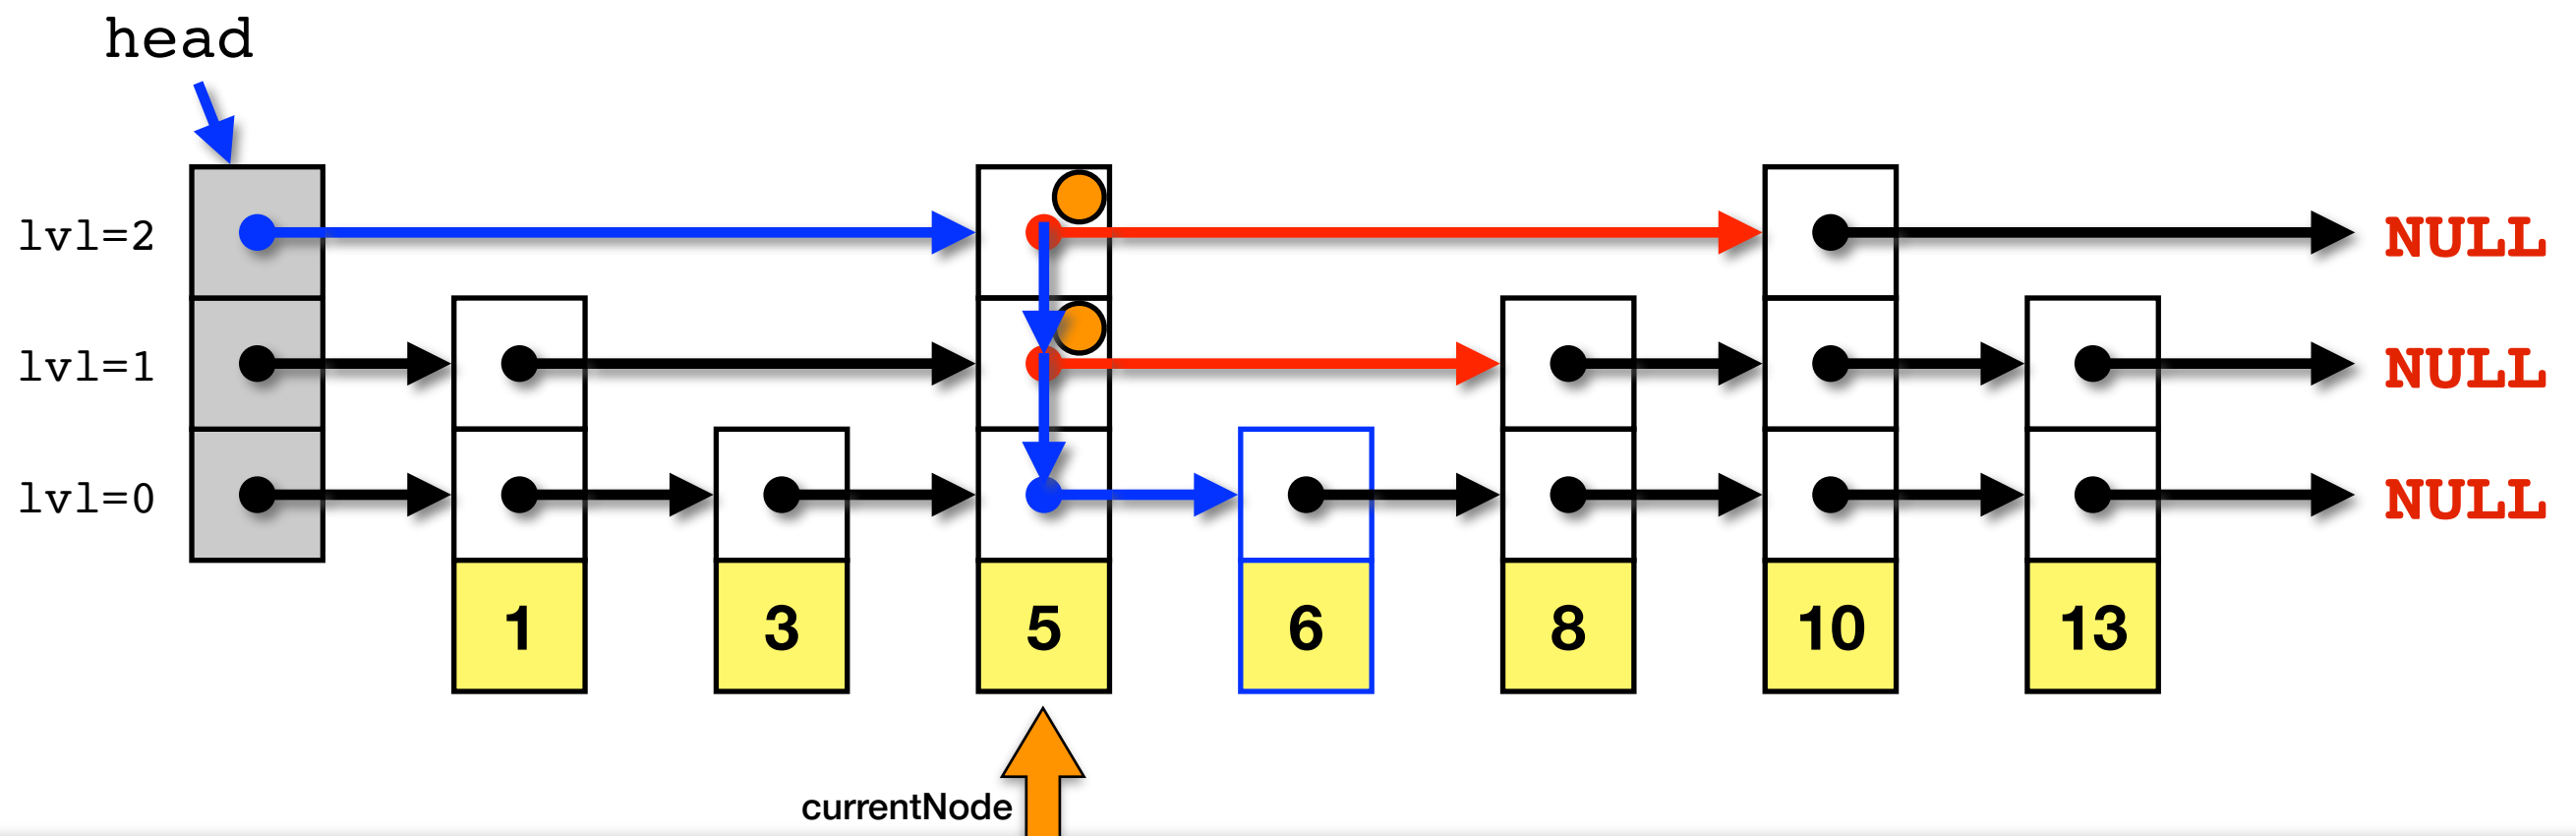 head
lvl=2 NULL
lvl=1 NULL
lvl=0 NULL
1 3 5 6 8 10 13
currentNode